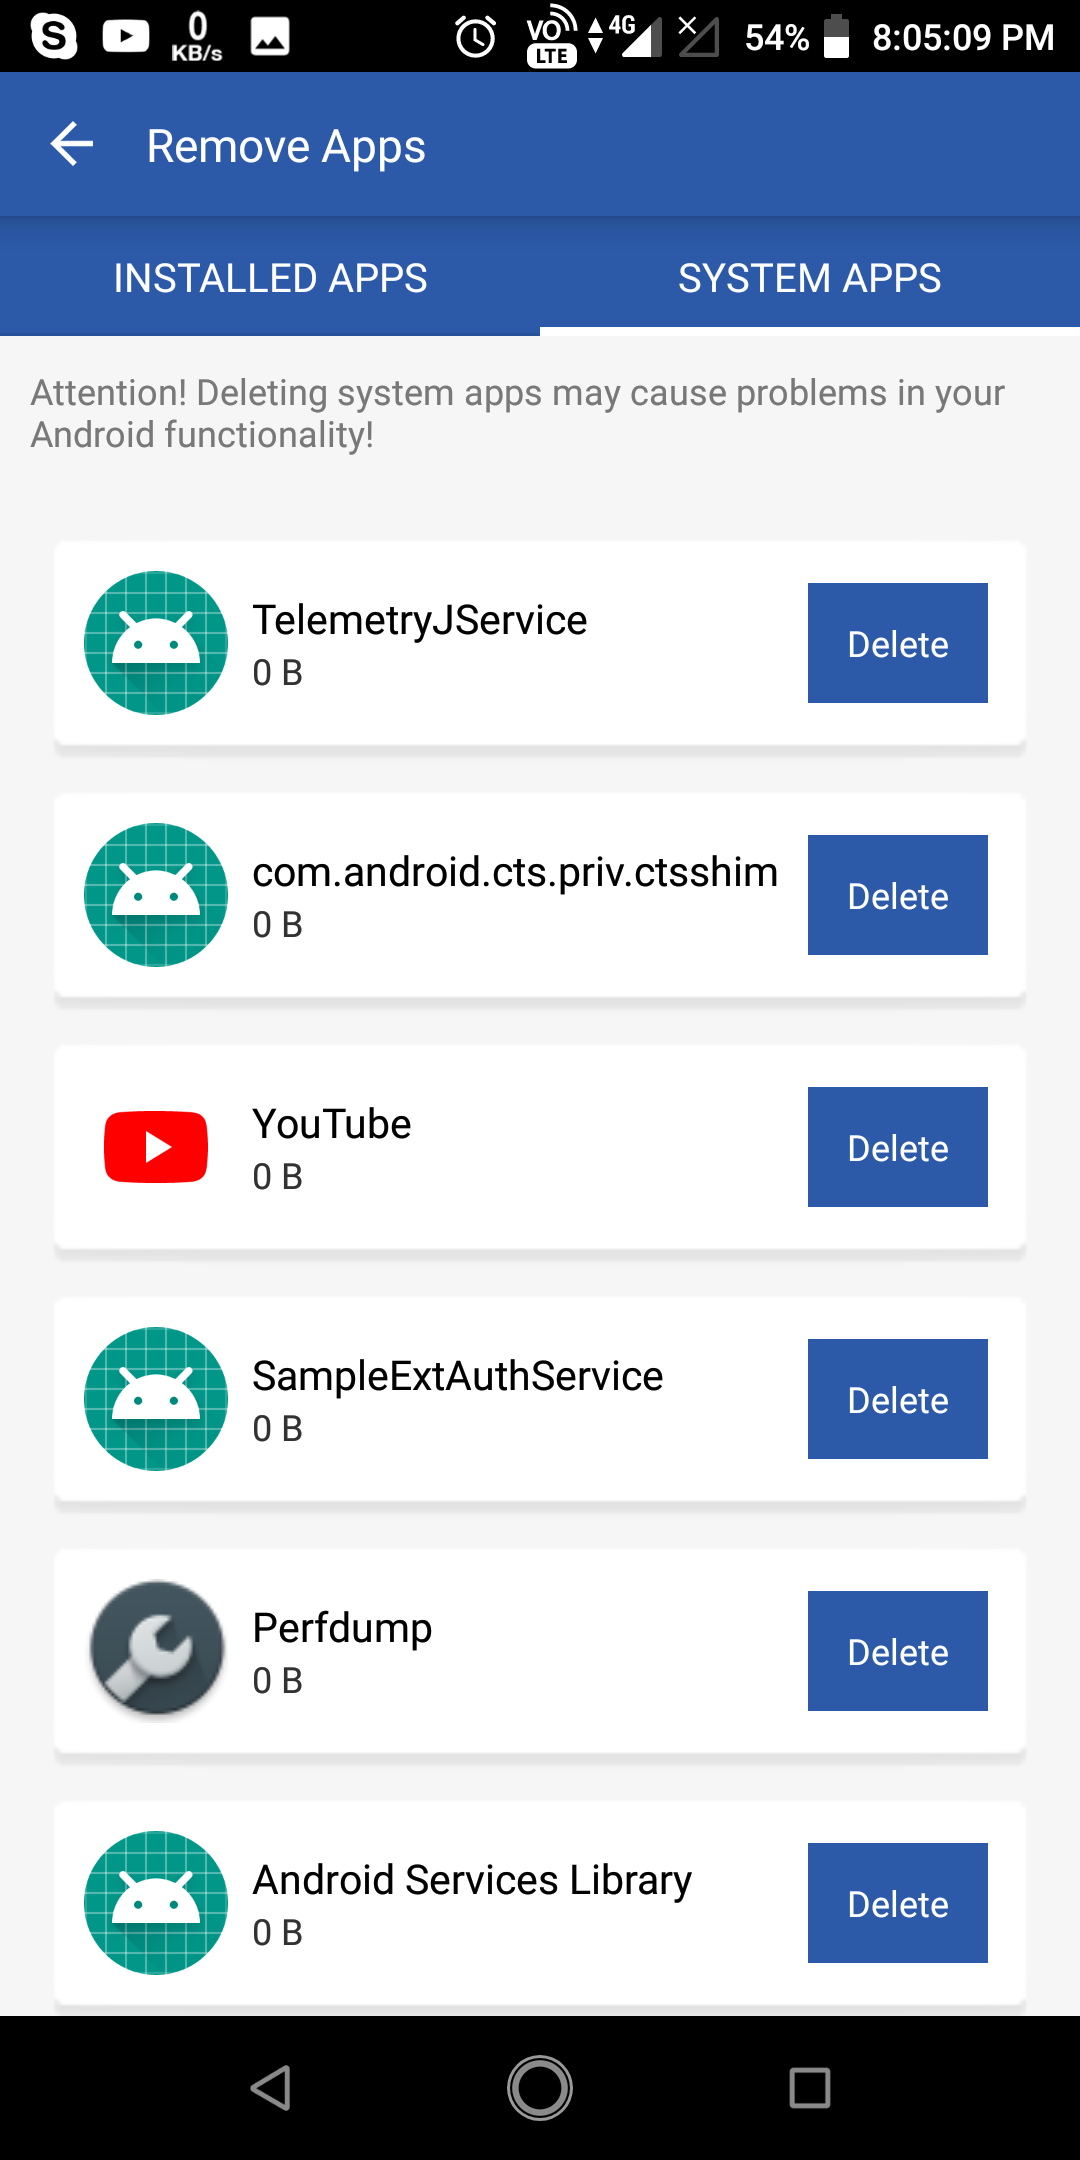 S 0 KB/s VO LTE 4G 54% 8:05:09 PM
Remove Apps
INSTALLED APPS SYSTEM APPS
Attention! Deleting system apps may cause problems in your
Android functionality!
TelemetryJService
0 B
Delete
com.android.cts.priv.ctsshim
0 B
Delete
YouTube
0 B
Delete
SampleExtAuthService
0 B
Delete
Perfdump
0 B
Delete
Android Services Library
0 B
Delete